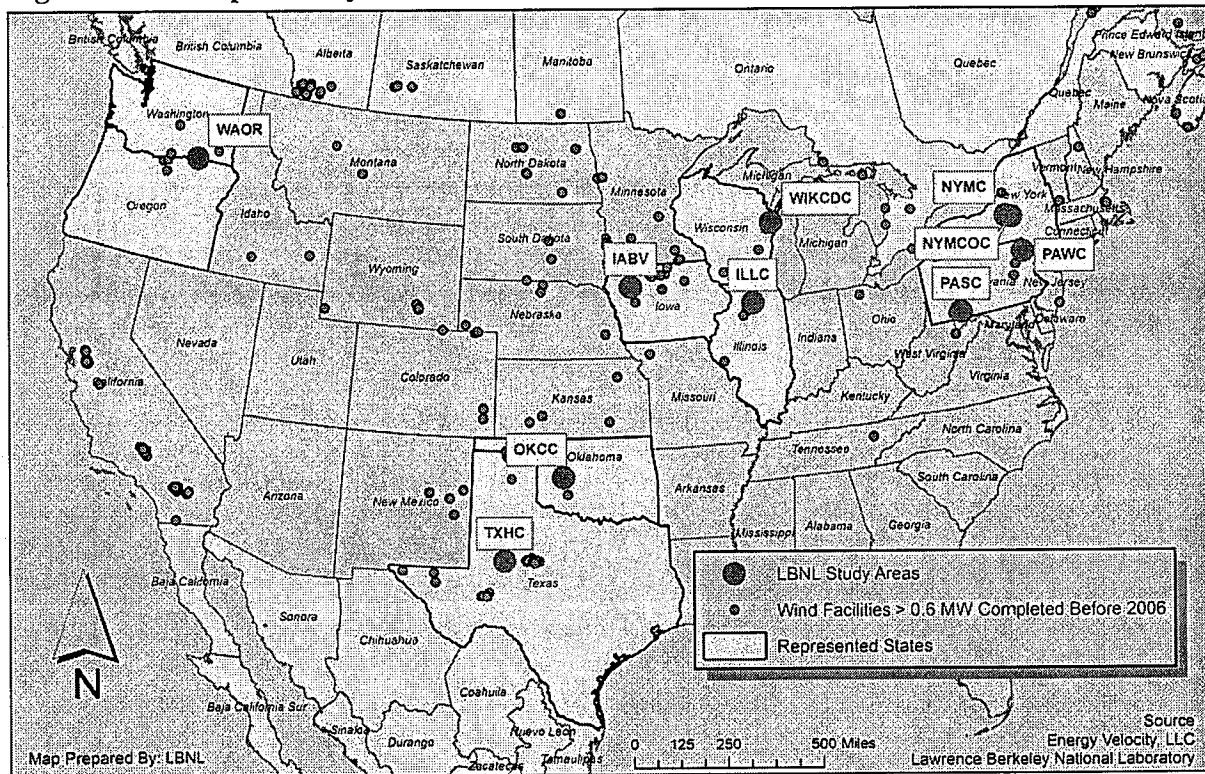 British Columbia
British Columbia
Alberta
Saskatchewan
Manitoba
Ontario
Quebec
Prince Edward Island
New Brunswick
Quebec
Maine
Nova Scotia
Washington
WAOR
Montana
North Dakota
Minnesota
Michigan
NYMC
New York
Vermont
New Hampshire
Oregon
Idaho
Wisconsin
WIKCDC
Massachusetts
South Dakota
Michigan
NYMCOC
Connecticut
Wyoming
IABV
ILLC
PASC
PAWC
New Jersey
Iowa
Nebraska
Ohio
Maryland
Delaware
Nevada
Utah
Illinois
Indiana
West Virginia
California
Colorado
Kansas
Missouri
Kentucky
Virginia
OKCC
Oklahoma
Tennessee
North Carolina
Arizona
New Mexico
Arkansas
South Carolina
TXHC
Mississippi
Alabama
Georgia
Texas
Baja California
Sonora
Chihuahua
LBNL Study Areas
Wind Facilities > 0.6 MW Completed Before 2006
Represented States
N
Coahuila
Baja California Sur
Sinaloa
Durango
Nuevo León
Tamaulipas
Zacatecas
0 125 250 500 Miles
Map Prepared By: LBNL
Source
Energy Velocity, LLC
Lawrence Berkeley National Laboratory